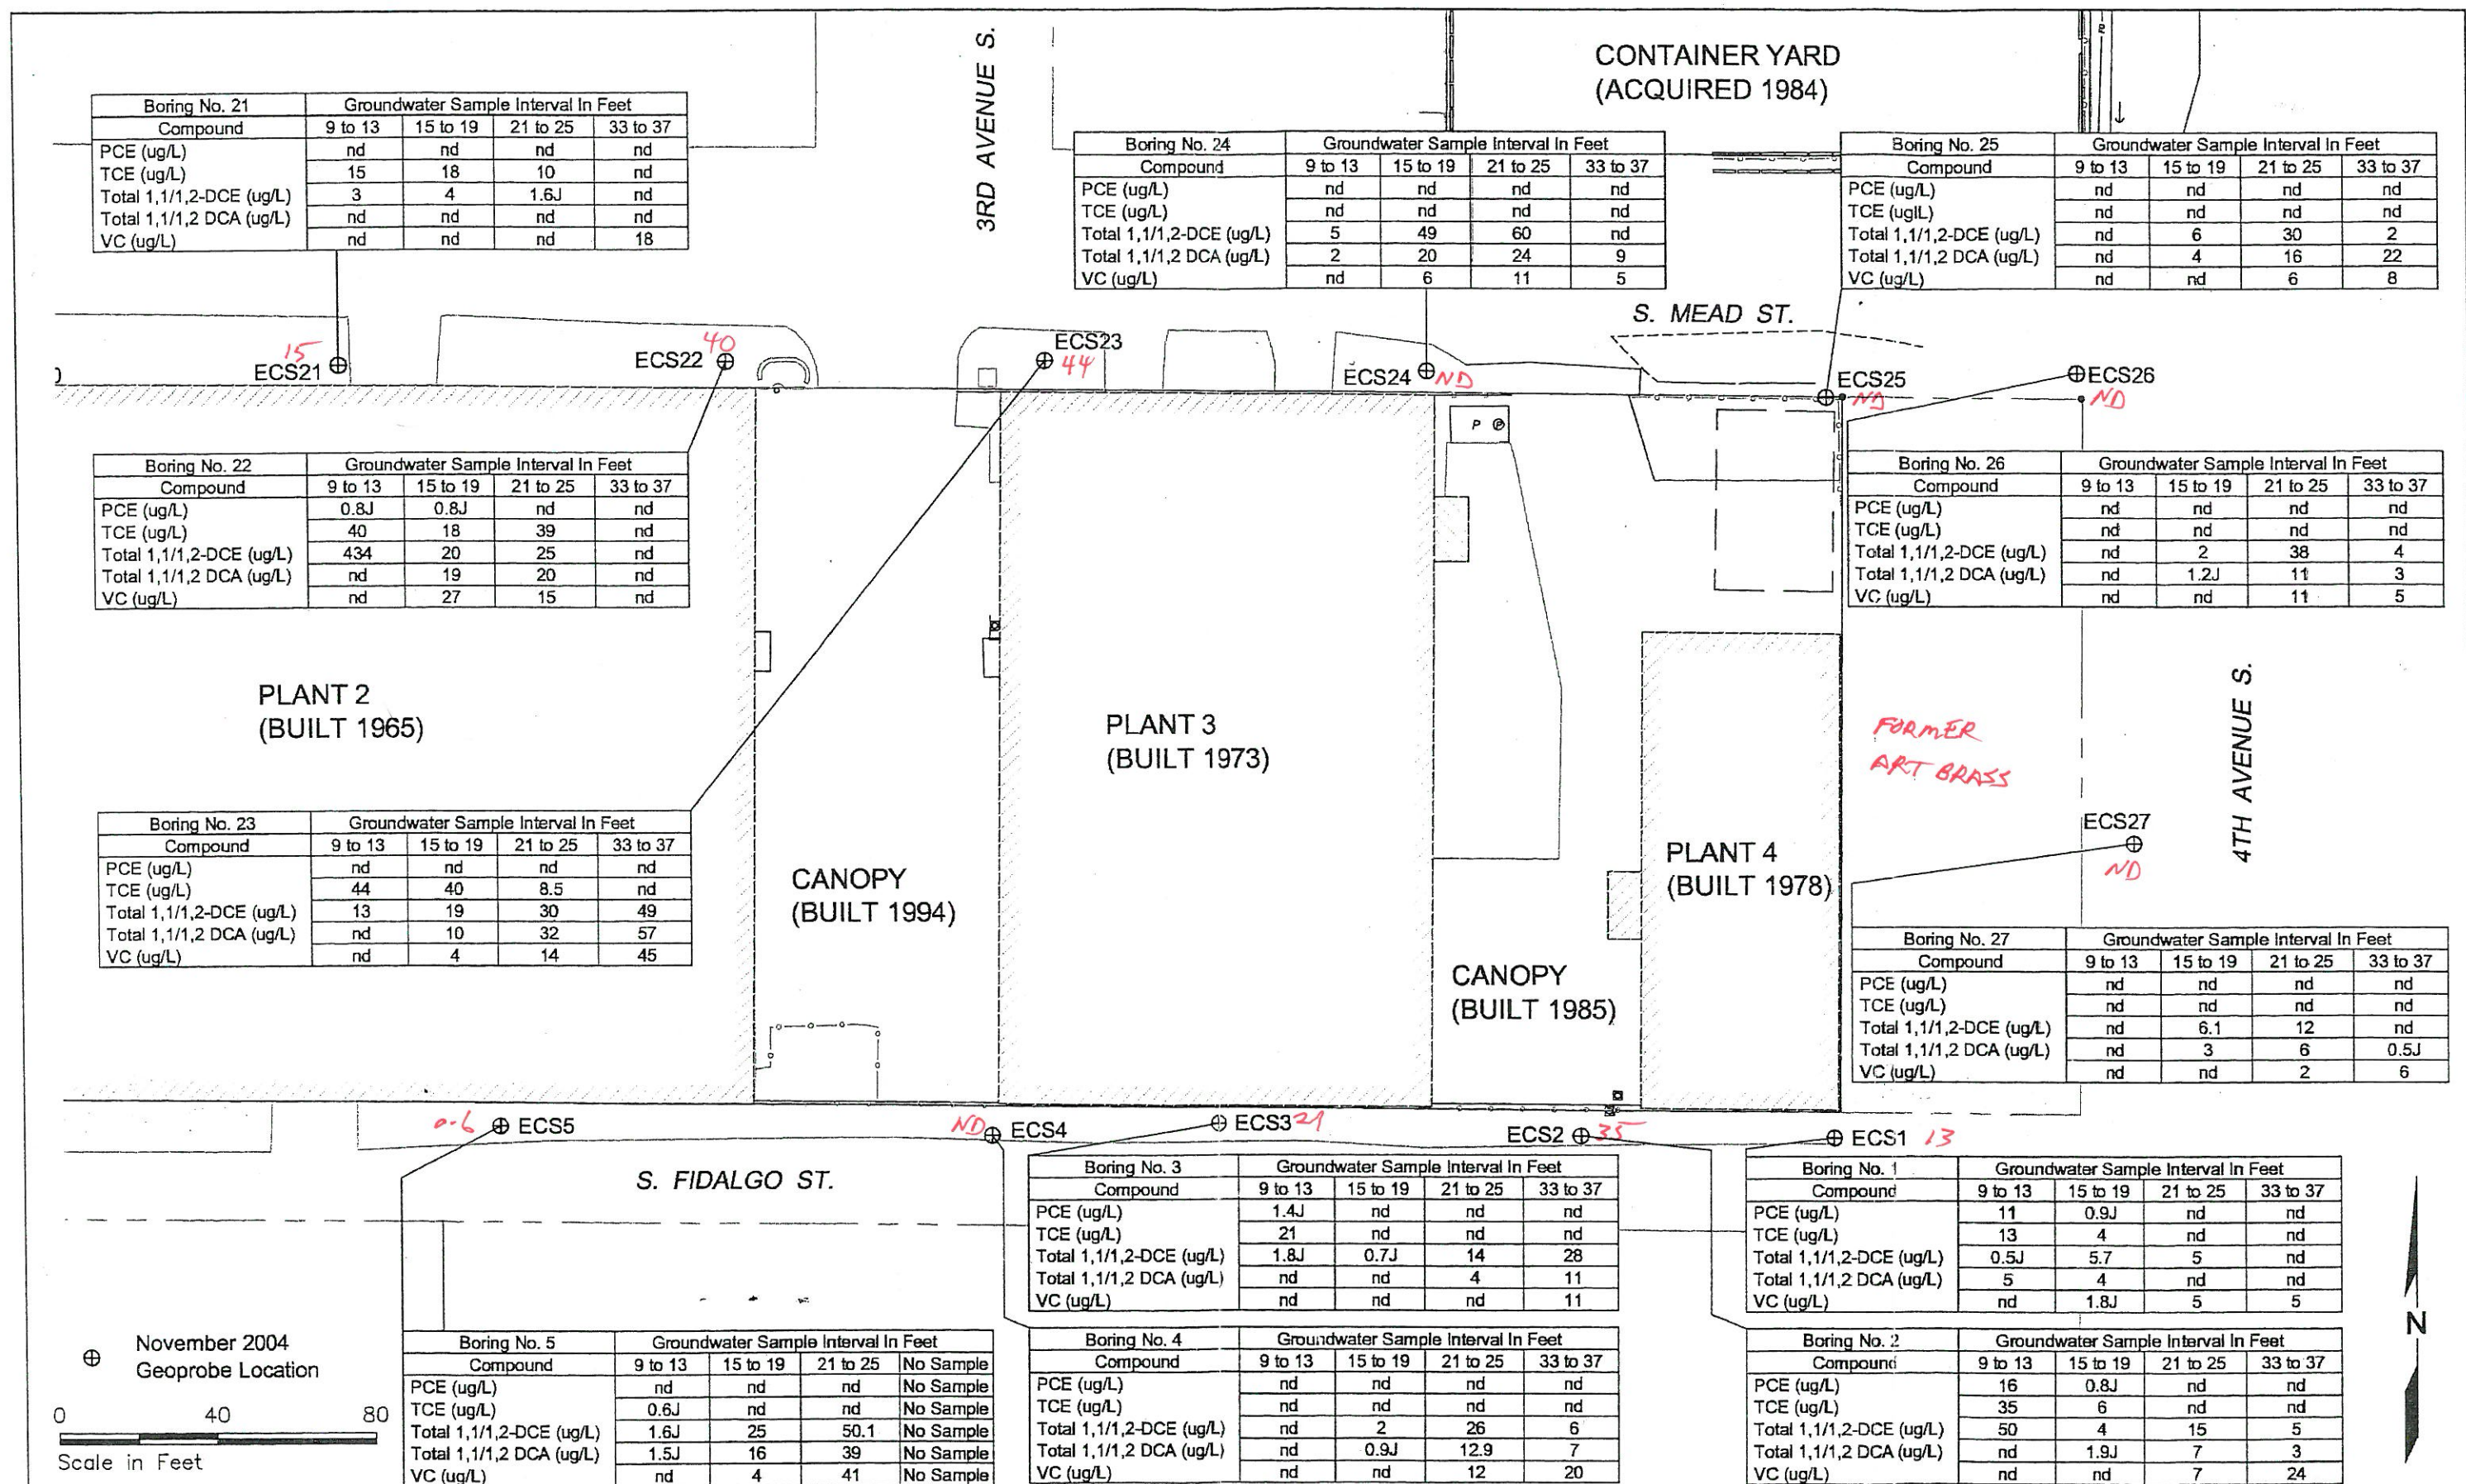 3RD AVENUE S.
CONTAINER YARD
(ACQUIRED 1984)
Boring No. 21 Groundwater Sample Interval In Feet
Compound 9 to 13 15 to 19 21 to 25 33 to 37
PCE (ug/L) nd nd nd nd
TCE (ug/L) 15 18 10 nd
Total 1,1/1,2-DCE (ug/L) 3 4 1.6J nd
Total 1,1/1,2 DCA (ug/L) nd nd nd nd
VC (ug/L) nd nd nd 18
Boring No. 24 Groundwater Sample Interval In Feet
Compound 9 to 13 15 to 19 21 to 25 33 to 37
PCE (ug/L) nd nd nd nd
TCE (ug/L) nd nd nd nd
Total 1,1/1,2-DCE (ug/L) 5 49 60 nd
Total 1,1/1,2 DCA (ug/L) 2 20 24 9
VC (ug/L) nd 6 11 5
Boring No. 25 Groundwater Sample Interval In Feet
Compound 9 to 13 15 to 19 21 to 25 33 to 37
PCE (ug/L) nd nd nd nd
TCE (ug/L) nd nd nd nd
Total 1,1/1,2-DCE (ug/L) nd 6 30 2
Total 1,1/1,2 DCA (ug/L) nd 4 16 22
VC (ug/L) nd nd 6 8
S. MEAD ST.
15
ECS21
40
ECS22
ECS23
44
ECS24 ND
ECS25
ND
ECS26
ND
P P
Boring No. 22 Groundwater Sample Interval In Feet
Compound 9 to 13 15 to 19 21 to 25 33 to 37
PCE (ug/L) 0.8J 0.8J nd nd
TCE (ug/L) 40 18 39 nd
Total 1,1/1,2-DCE (ug/L) 434 20 25 nd
Total 1,1/1,2 DCA (ug/L) nd 19 20 nd
VC (ug/L) nd 27 15 nd
Boring No. 26 Groundwater Sample Interval In Feet
Compound 9 to 13 15 to 19 21 to 25 33 to 37
PCE (ug/L) nd nd nd nd
TCE (ug/L) nd nd nd nd
Total 1,1/1,2-DCE (ug/L) nd 2 38 4
Total 1,1/1,2 DCA (ug/L) nd 1.2J 11 3
VC (ug/L) nd nd 11 5
PLANT 2
(BUILT 1965)
PLANT 3
(BUILT 1973)
FORMER
ART BRASS
4TH AVENUE S.
Boring No. 23 Groundwater Sample Interval In Feet
Compound 9 to 13 15 to 19 21 to 25 33 to 37
PCE (ug/L) nd nd nd nd
TCE (ug/L) 44 40 8.5 nd
Total 1,1/1,2-DCE (ug/L) 13 19 30 49
Total 1,1/1,2 DCA (ug/L) nd 10 32 57
VC (ug/L) nd 4 14 45
CANOPY
(BUILT 1994)
PLANT 4
(BUILT 1978)
ECS27
ND
CANOPY
(BUILT 1985)
Boring No. 27 Groundwater Sample Interval In Feet
Compound 9 to 13 15 to 19 21 to 25 33 to 37
PCE (ug/L) nd nd nd nd
TCE (ug/L) nd nd nd nd
Total 1,1/1,2-DCE (ug/L) nd 6.1 12 nd
Total 1,1/1,2 DCA (ug/L) nd 3 6 0.5J
VC (ug/L) nd nd 2 6
0.6 ECS5
ND ECS4
ECS3 21
ECS2 35
ECS1 13
S. FIDALGO ST.
Boring No. 3 Groundwater Sample Interval In Feet
Compound 9 to 13 15 to 19 21 to 25 33 to 37
PCE (ug/L) 1.4J nd nd nd
TCE (ug/L) 21 nd nd nd
Total 1,1/1,2-DCE (ug/L) 1.8J 0.7J 14 28
Total 1,1/1,2 DCA (ug/L) nd nd 4 11
VC (ug/L) nd nd nd 11
Boring No. 1 Groundwater Sample Interval In Feet
Compound 9 to 13 15 to 19 21 to 25 33 to 37
PCE (ug/L) 11 0.9J nd nd
TCE (ug/L) 13 4 nd nd
Total 1,1/1,2-DCE (ug/L) 0.5J 5.7 5 nd
Total 1,1/1,2 DCA (ug/L) 5 4 nd nd
VC (ug/L) nd 1.8J 5 5
November 2004
Geoprobe Location
0 40 80
Scale in Feet
Boring No. 5 Groundwater Sample Interval In Feet
Compound 9 to 13 15 to 19 21 to 25 No Sample
PCE (ug/L) nd nd nd No Sample
TCE (ug/L) 0.6J nd nd No Sample
Total 1,1/1,2-DCE (ug/L) 1.6J 25 50.1 No Sample
Total 1,1/1,2 DCA (ug/L) 1.5J 16 39 No Sample
VC (ug/L) nd 4 41 No Sample
Boring No. 4 Groundwater Sample Interval In Feet
Compound 9 to 13 15 to 19 21 to 25 33 to 37
PCE (ug/L) nd nd nd nd
TCE (ug/L) nd nd nd nd
Total 1,1/1,2-DCE (ug/L) nd 2 26 6
Total 1,1/1,2 DCA (ug/L) nd 0.9J 12.9 7
VC (ug/L) nd nd 12 20
Boring No. 2 Groundwater Sample Interval In Feet
Compound 9 to 13 15 to 19 21 to 25 33 to 37
PCE (ug/L) 16 0.8J nd nd
TCE (ug/L) 35 6 nd nd
Total 1,1/1,2-DCE (ug/L) 50 4 15 5
Total 1,1/1,2 DCA (ug/L) nd 1.9J 7 3
VC (ug/L) nd nd 7 24
N